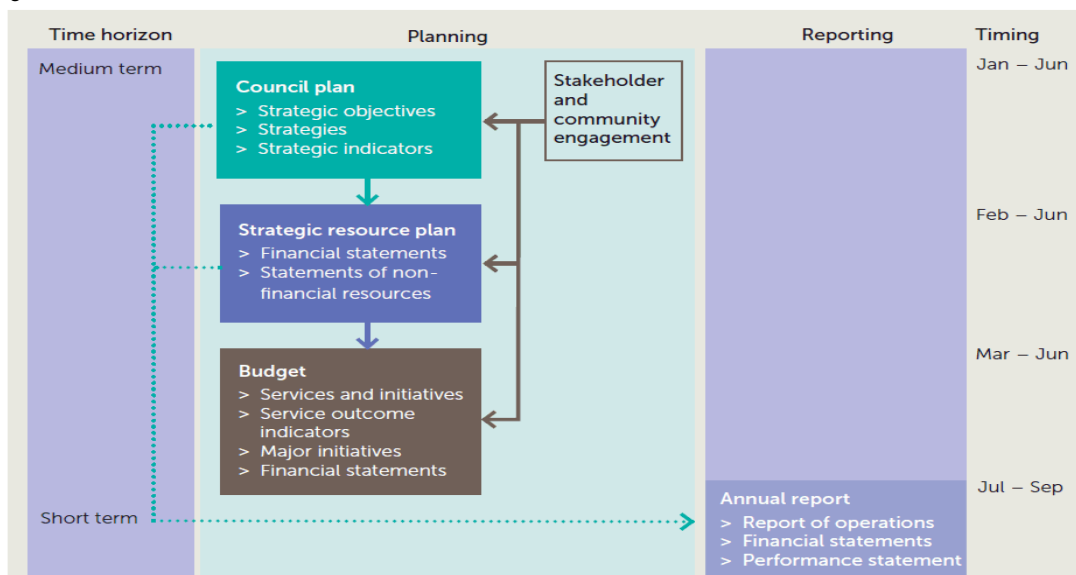 Time horizon
Planning
Reporting
Timing
Medium term
Jan – Jun
Council plan
> Strategic objectives
> Strategies
> Strategic indicators
Stakeholder
and
community
engagement
Feb – Jun
Strategic resource plan
> Financial statements
> Statements of non-
financial resources
Mar – Jun
Budget
> Services and initiatives
> Service outcome
indicators
> Major initiatives
> Financial statements
Jul – Sep
Short term
Annual report
> Report of operations
> Financial statements
> Performance statement